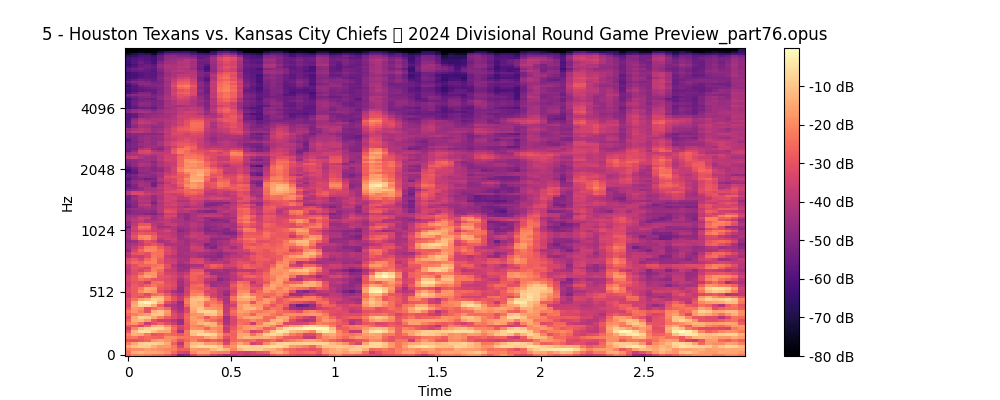 5 - Houston Texans vs. Kansas City Chiefs ▯ 2024 Divisional Round Game Preview_part76.opus
Hz
4096
2048
1024
512
0
0 0.5 1 1.5 2 2.5
Time
-10 dB
-20 dB
-30 dB
-40 dB
-50 dB
-60 dB
-70 dB
-80 dB